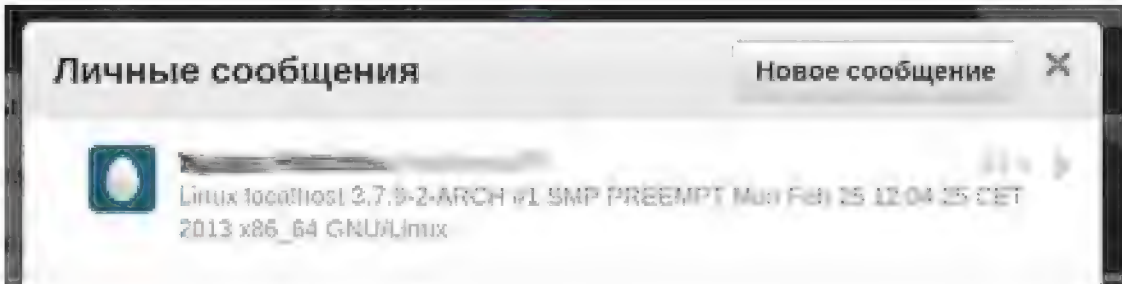 Личные сообщения
Новое сообщение
Linux localhost 3.7.9-2-ARCH #1 SMP PREEMPT Mon Feb 25 12:04:25 CET
2013 x86_64 GNU/Linux